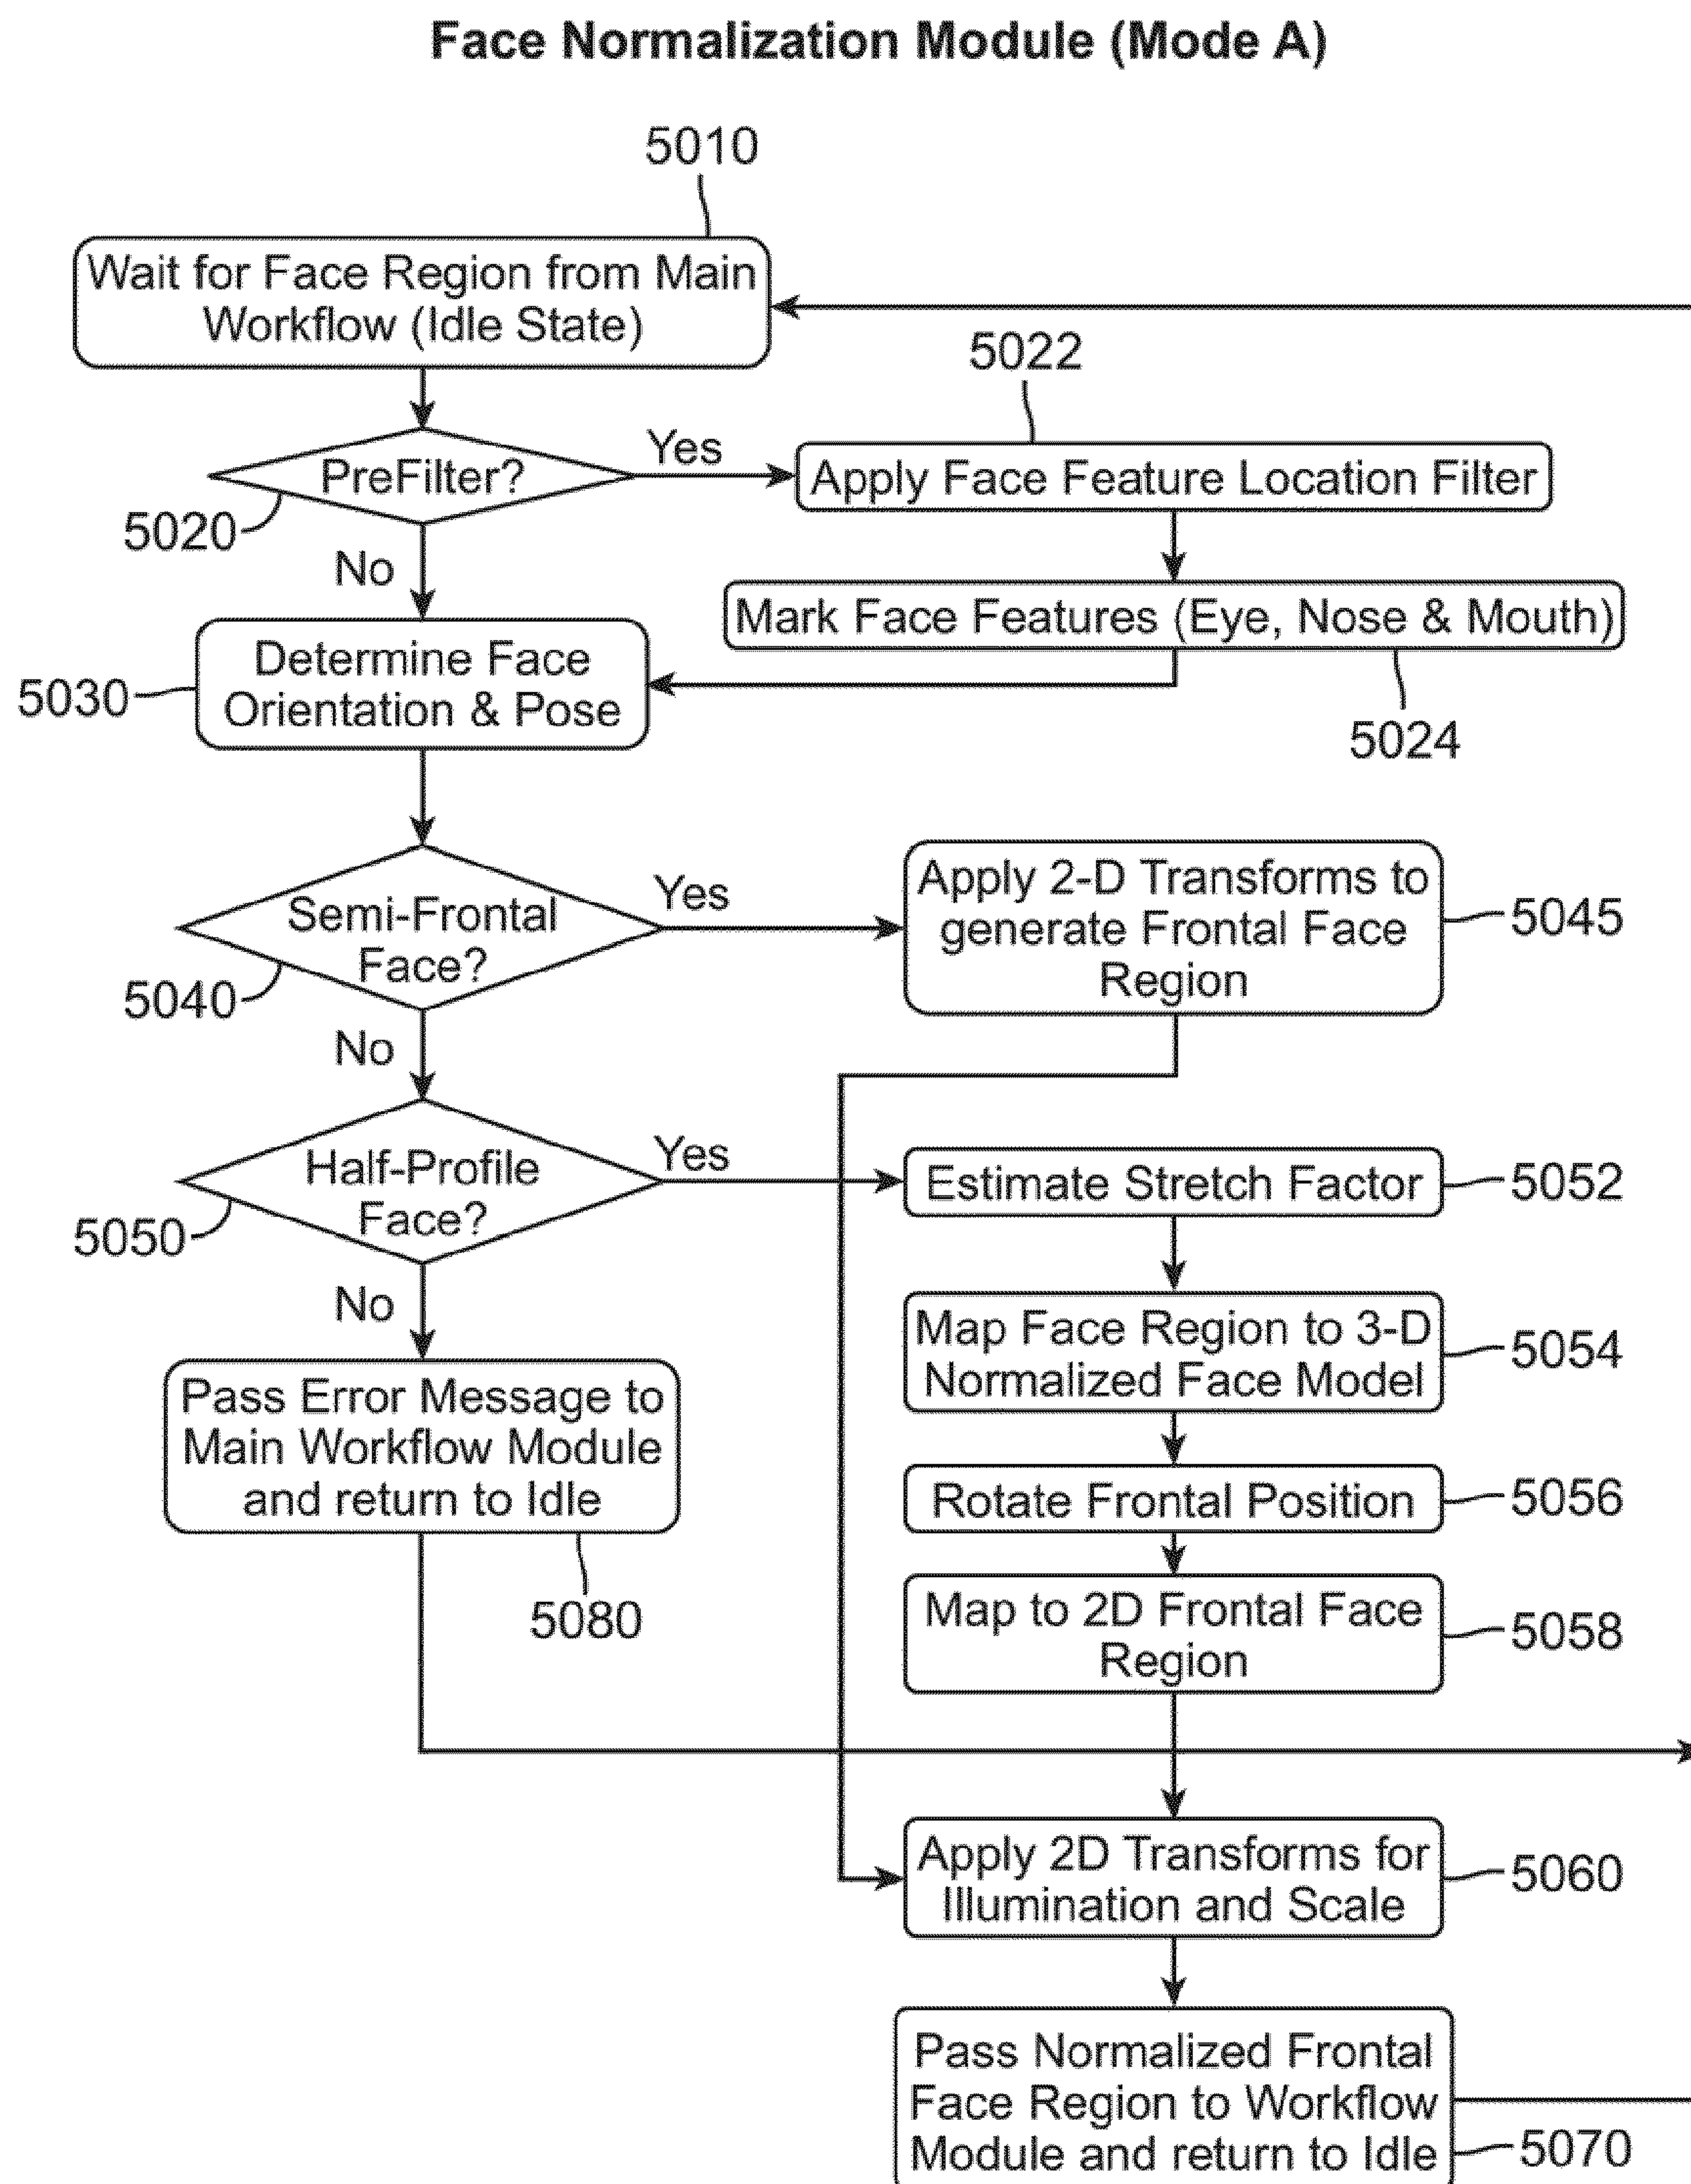 Face Normalization Module (Mode A)
5010
Wait for Face Region from Main
Workflow (Idle State)
5022
PreFilter?
Yes
Apply Face Feature Location Filter
5020
No
Mark Face Features (Eye, Nose & Mouth)
Determine Face
Orientation & Pose
5030
5024
Semi-Frontal
Face?
Yes
Apply 2-D Transforms to
generate Frontal Face
Region
5045
5040
No
Half-Profile
Face?
Yes
Estimate Stretch Factor
5052
5050
No
Map Face Region to 3-D
Normalized Face Model
5054
Pass Error Message to
Main Workflow Module
and return to Idle
Rotate Frontal Position
5056
5080
Map to 2D Frontal Face
Region
5058
Apply 2D Transforms for
Illumination and Scale
5060
Pass Normalized Frontal
Face Region to Workflow
Module and return to Idle
5070